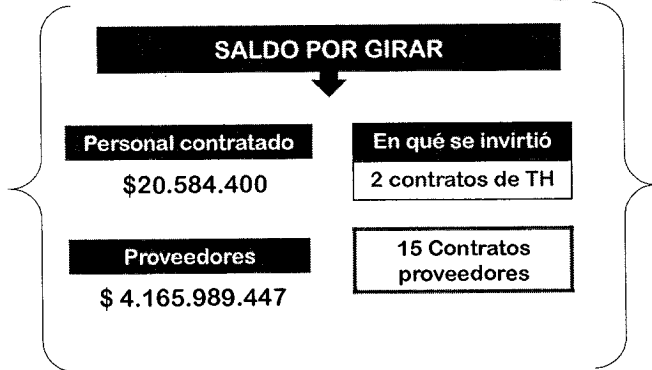 SALDO POR GIRAR
Personal contratado
$20.584.400
En qué se invirtió
2 contratos de TH
Proveedores
$ 4.165.989.447
15 Contratos
proveedores